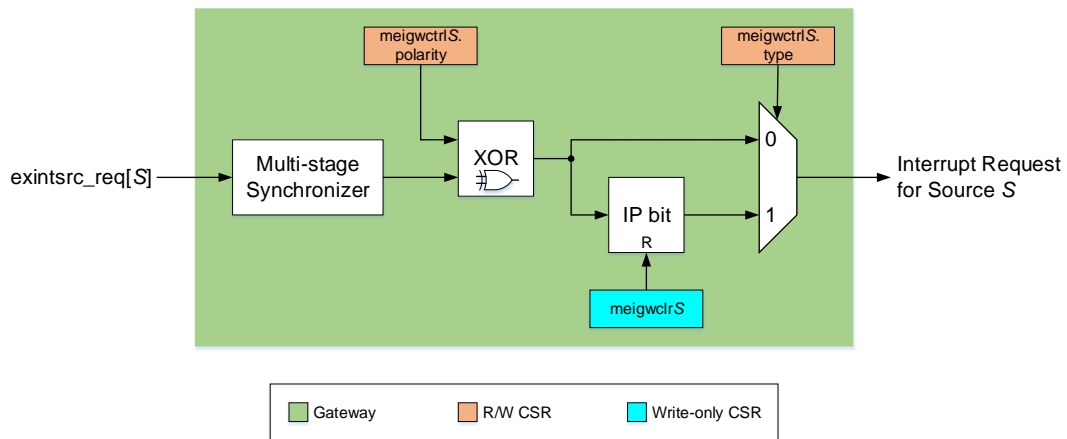 meigwctrlS.
polarity
meigwctrlS.
type
exintsrc_req[S]
Multi-stage
Synchronizer
XOR
0
Interrupt Request
for Source S
IP bit
R
1
meigwclrS
Gateway
R/W CSR
Write-only CSR